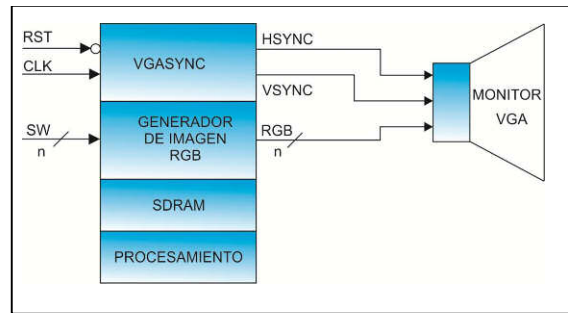 RST
CLK
VGASYNC
HSYNC
VSYNC
SW
n
GENERADOR
DE IMAGEN
RGB
RGB
n
MONITOR
VGA
SDRAM
PROCESAMIENTO